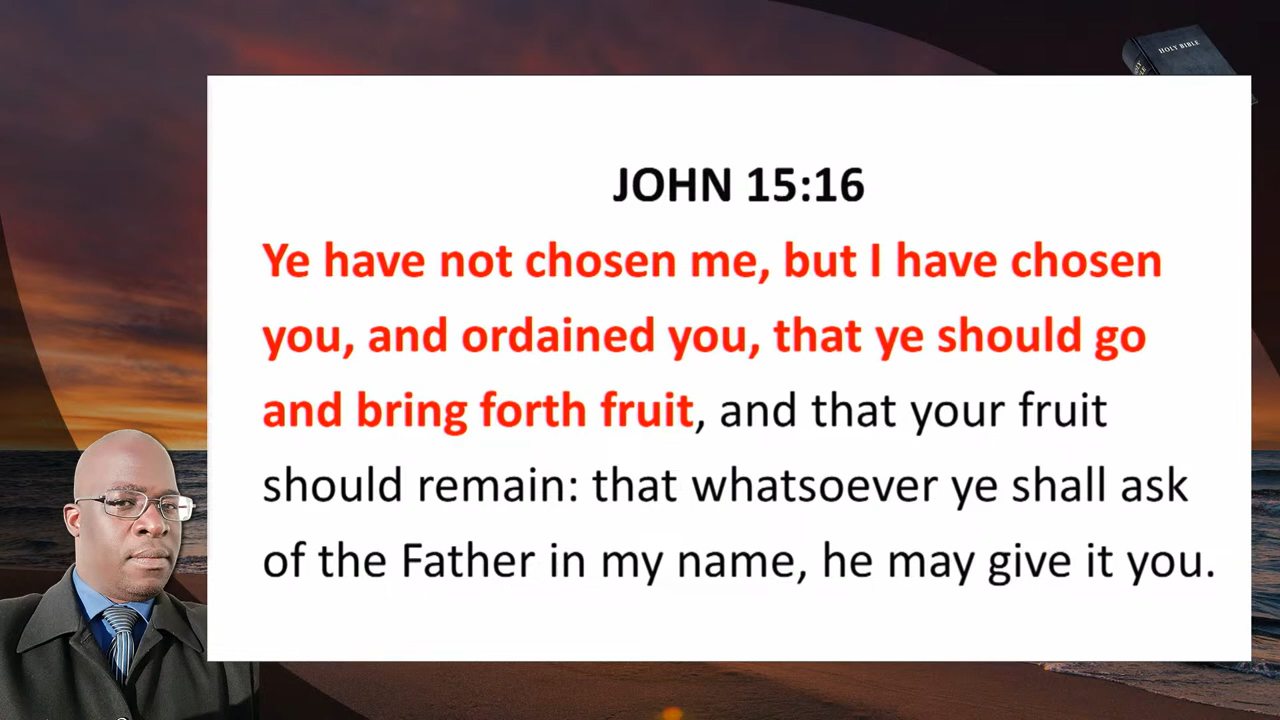 HOLY BIBLE
JOHN 15:16
Ye have not chosen me, but I have chosen
you, and ordained you, that ye should go
and bring forth fruit, and that your fruit
should remain: that whatsoever ye shall ask
of the Father in my name, he may give it you.